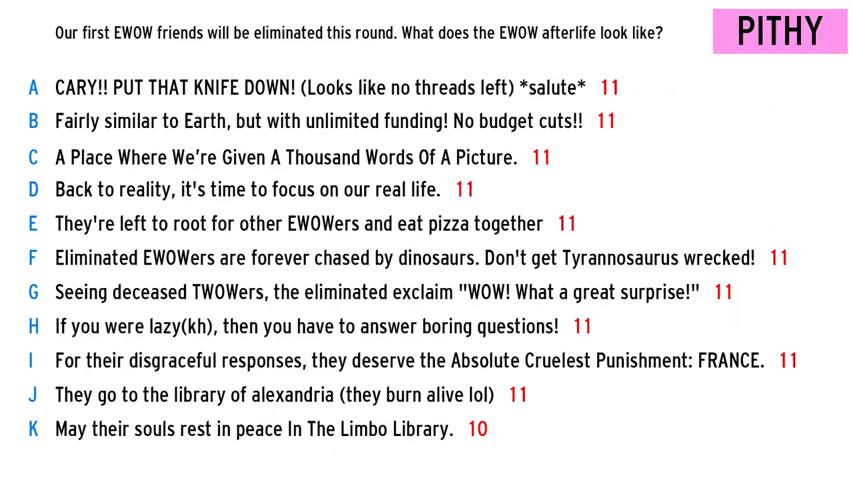 Our first EWOW friends will be eliminated this round. What does the EWOW afterlife look like?
PITHY
A CARY!! PUT THAT KNIFE DOWN! (Looks like no threads left) *salute* 11
B Fairly similar to Earth, but with unlimited funding! No budget cuts!! 11
C A Place Where We're Given A Thousand Words Of A Picture. 11
D Back to reality, it's time to focus on our real life. 11
E They're left to root for other EWOWers and eat pizza together 11
F Eliminated EWOWers are forever chased by dinosaurs. Don't get Tyrannosaurus wrecked! 11
G Seeing deceased TWOWers, the eliminated exclaim "WOW! What a great surprise!" 11
H If you were lazy(kh), then you have to answer boring questions! 11
I For their disgraceful responses, they deserve the Absolute Cruelest Punishment: FRANCE. 11
J They go to the library of alexandria (they burn alive lol) 11
K May their souls rest in peace In The Limbo Library. 10